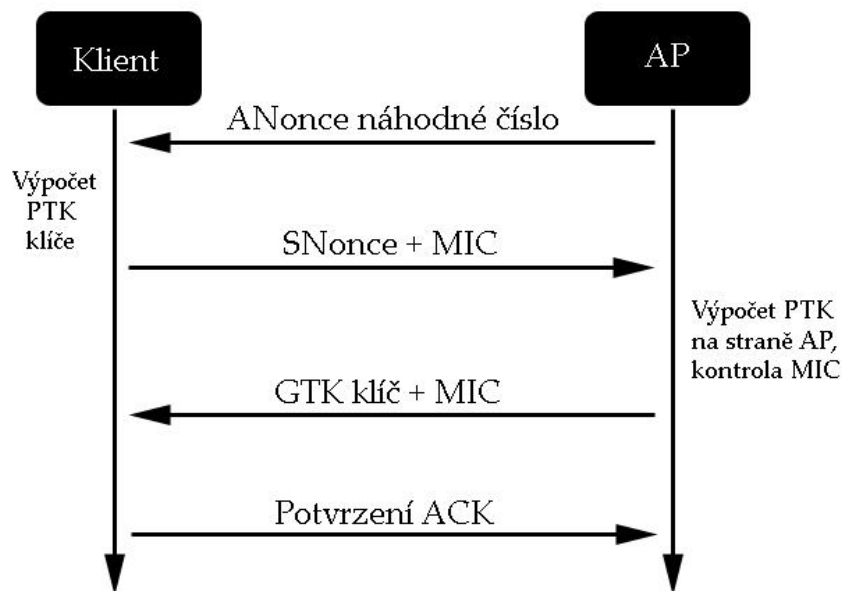 Klient
AP
ANonce náhodné číslo
Výpočet
PTK
klíče
SNonce + MIC
Výpočet PTK
na straně AP,
kontrola MIC
GTK klíč + MIC
Potvrzení ACK